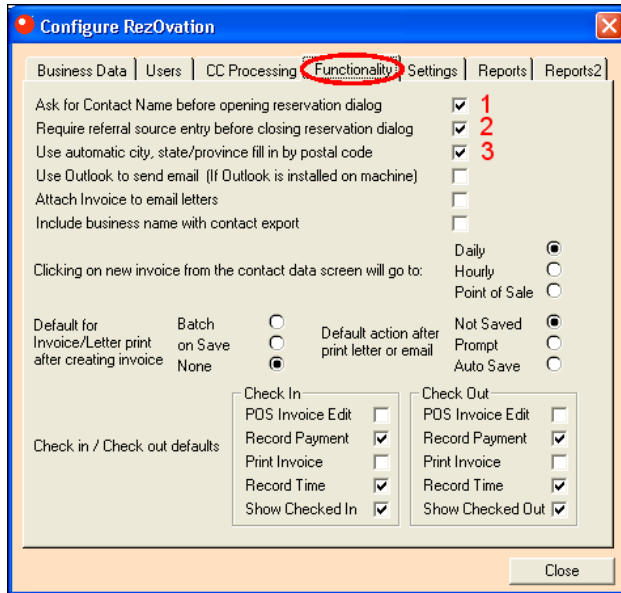 Configure RezOvation
Business Data Users CC Processing Functionality Settings Reports Reports2
Ask for Contact Name before opening reservation dialog 1
Require referral source entry before closing reservation dialog 2
Use automatic city, state/province fill in by postal code 3
Use Outlook to send email (If Outlook is installed on machine)
Attach Invoice to email letters
Include business name with contact export
Clicking on new invoice from the contact data screen will go to:
Daily
Hourly
Point of Sale
Default for
Invoice/Letter print
after creating invoice
Batch
on Save
None
Default action after
print letter or email
Not Saved
Prompt
Auto Save
Check in / Check out defaults
Check In
POS Invoice Edit
Record Payment
Print Invoice
Record Time
Show Checked In
Check Out
POS Invoice Edit
Record Payment
Print Invoice
Record Time
Show Checked Out
Close